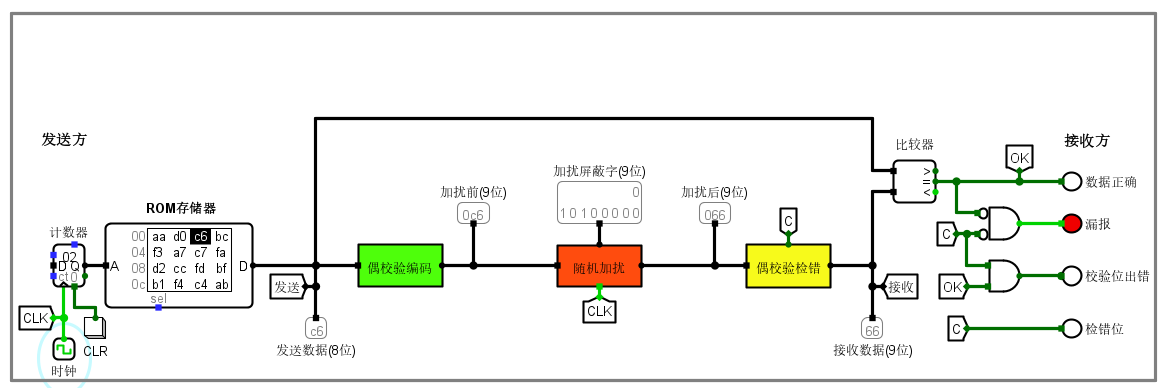 发送方
接收方
比较器
OK
>
=
<
数据正确
加扰屏蔽字(9位)
0
10100000
加扰前(9位)
0c6
加扰后(9位)
066
C
ROM存储器
计数器
02
D Q
ct 0
A
00 aa d0 c6 bc
04 f3 a7 c7 fa
08 d2 cc fd bf
0c b1 f4 c4 ab
sel
D
偶校验编码
随机加扰
偶校验检错
C
漏报
OK
校验位出错
C
检错位
发送
接收
CLK
CLK
CLR
时钟
c6
发送数据(8位)
66
接收数据(9位)